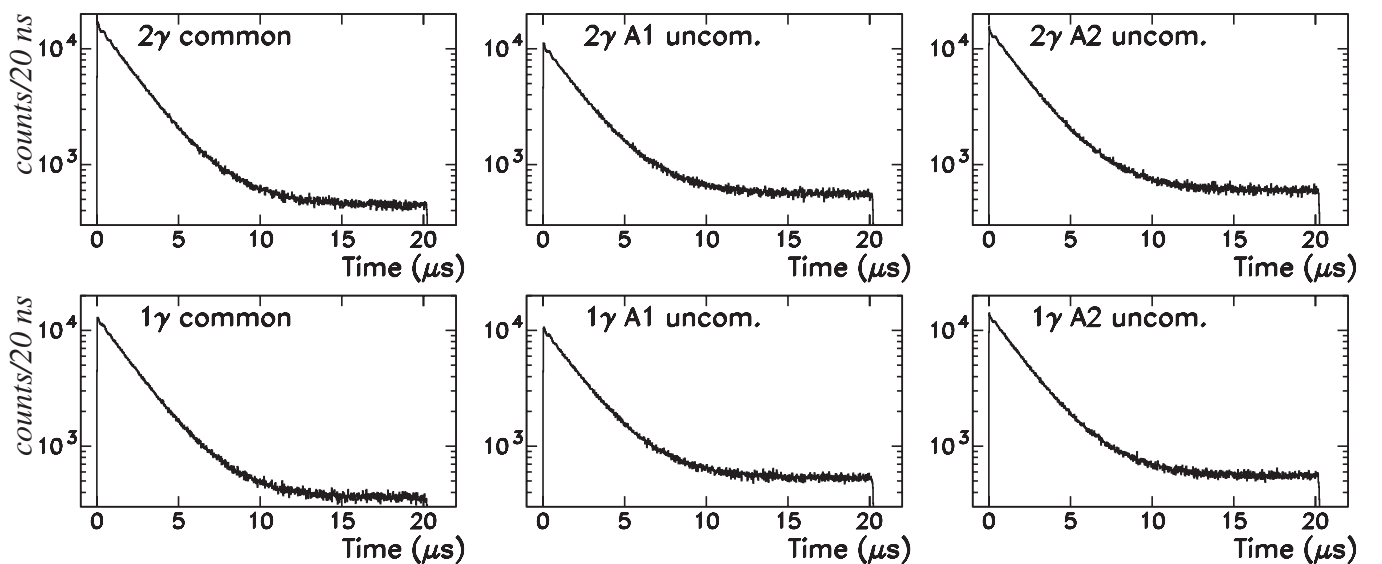 counts/20 ns
10⁴
10³
2γ common
0 5 10 15 20
Time (μs)
10⁴
10³
2γ A1 uncom.
0 5 10 15 20
Time (μs)
10⁴
10³
2γ A2 uncom.
0 5 10 15 20
Time (μs)
counts/20 ns
10⁴
10³
1γ common
0 5 10 15 20
Time (μs)
10⁴
10³
1γ A1 uncom.
0 5 10 15 20
Time (μs)
10⁴
10³
1γ A2 uncom.
0 5 10 15 20
Time (μs)